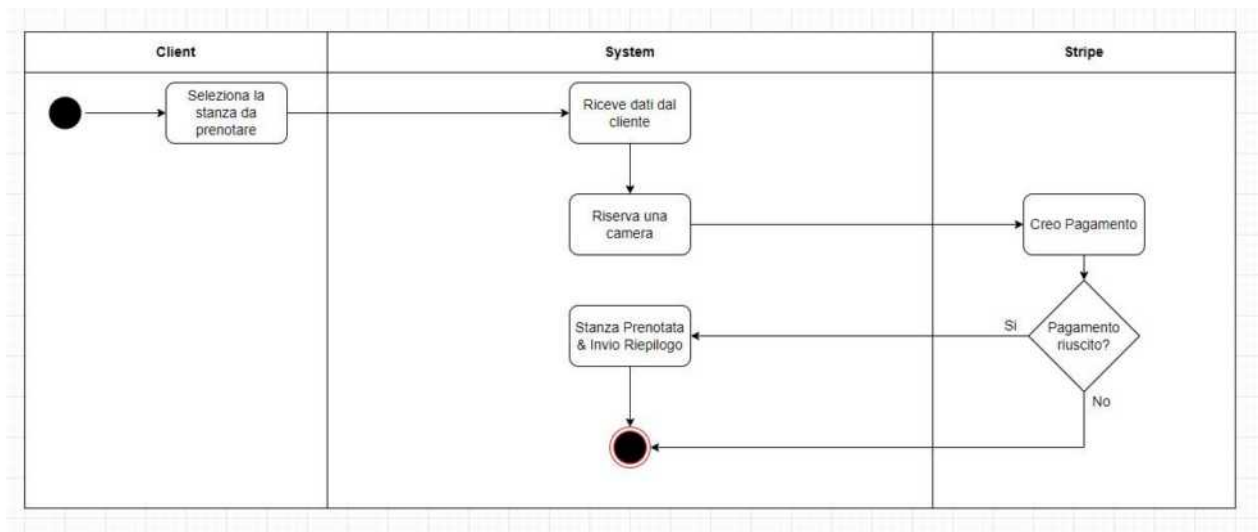 Client
System
Stripe
Seleziona la
stanza da
prenotare
Riceve dati dal
cliente
Riserva una
camera
Creo Pagamento
Stanza Prenotata
& Invio Riepilogo
Si
Pagamento
riuscito?
No